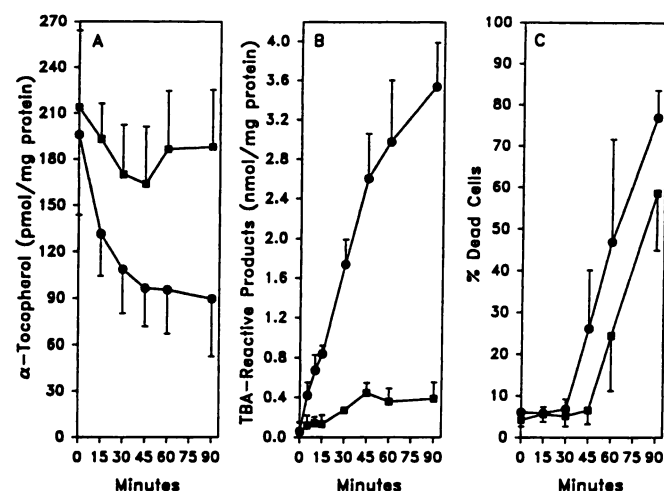 A
α-Tocopharol (pmol/mg protein)
270
240
210
180
150
120
90
60
30
0
0 15 30 45 60 75 90
Minutes
B
TBA-Reactive Products (nmol/mg protein)
4.0
3.6
3.2
2.8
2.4
2.0
1.6
1.2
0.8
0.4
0.0
0 15 30 45 60 75 90
Minutes
C
% Dead Cells
100
90
80
70
60
50
40
30
20
10
0
0 15 30 45 60 75 90
Minutes